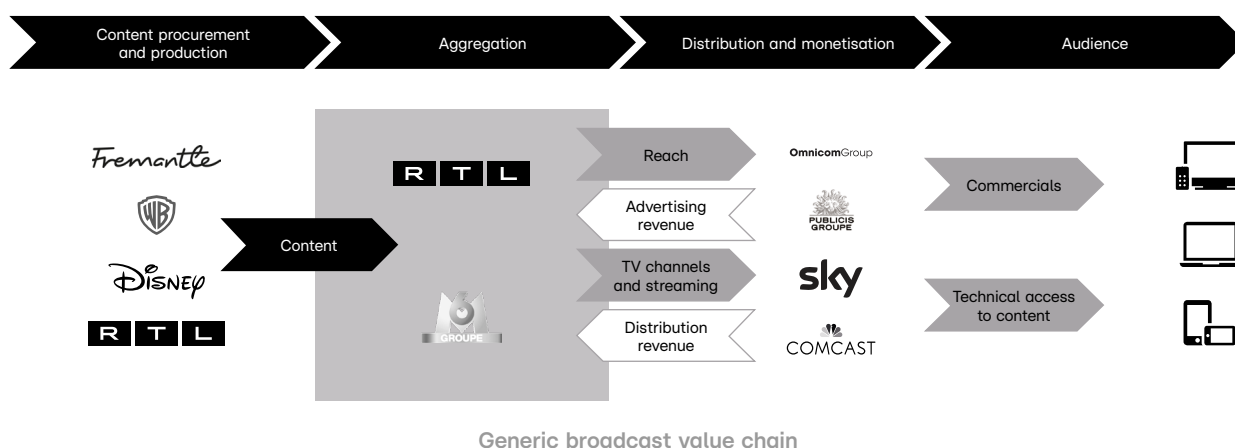 Content procurement
and production
Aggregation
Distribution and monetisation
Audience
Fremantle
WB
Disney
RTL
Content
RTL
M6
GROUPE
Reach
Advertising
revenue
TV channels
and streaming
Distribution
revenue
OmnicomGroup
PUBLICIS
GROUPE
sky
COMCAST
Commercials
Technical access
to content
Generic broadcast value chain